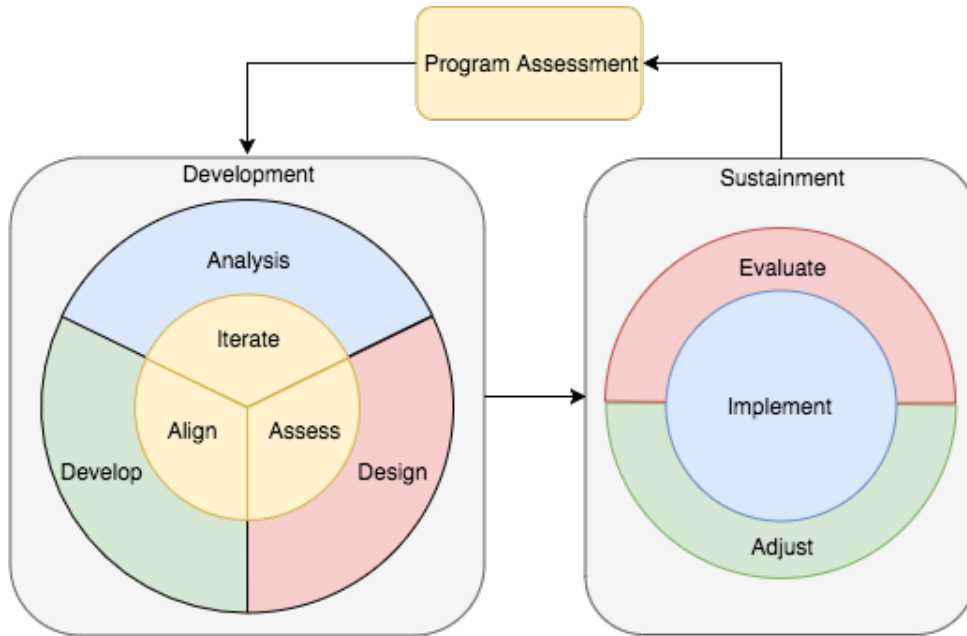 Program Assessment
Development
Analysis
Iterate
Align
Assess
Develop
Design
Sustainment
Evaluate
Implement
Adjust